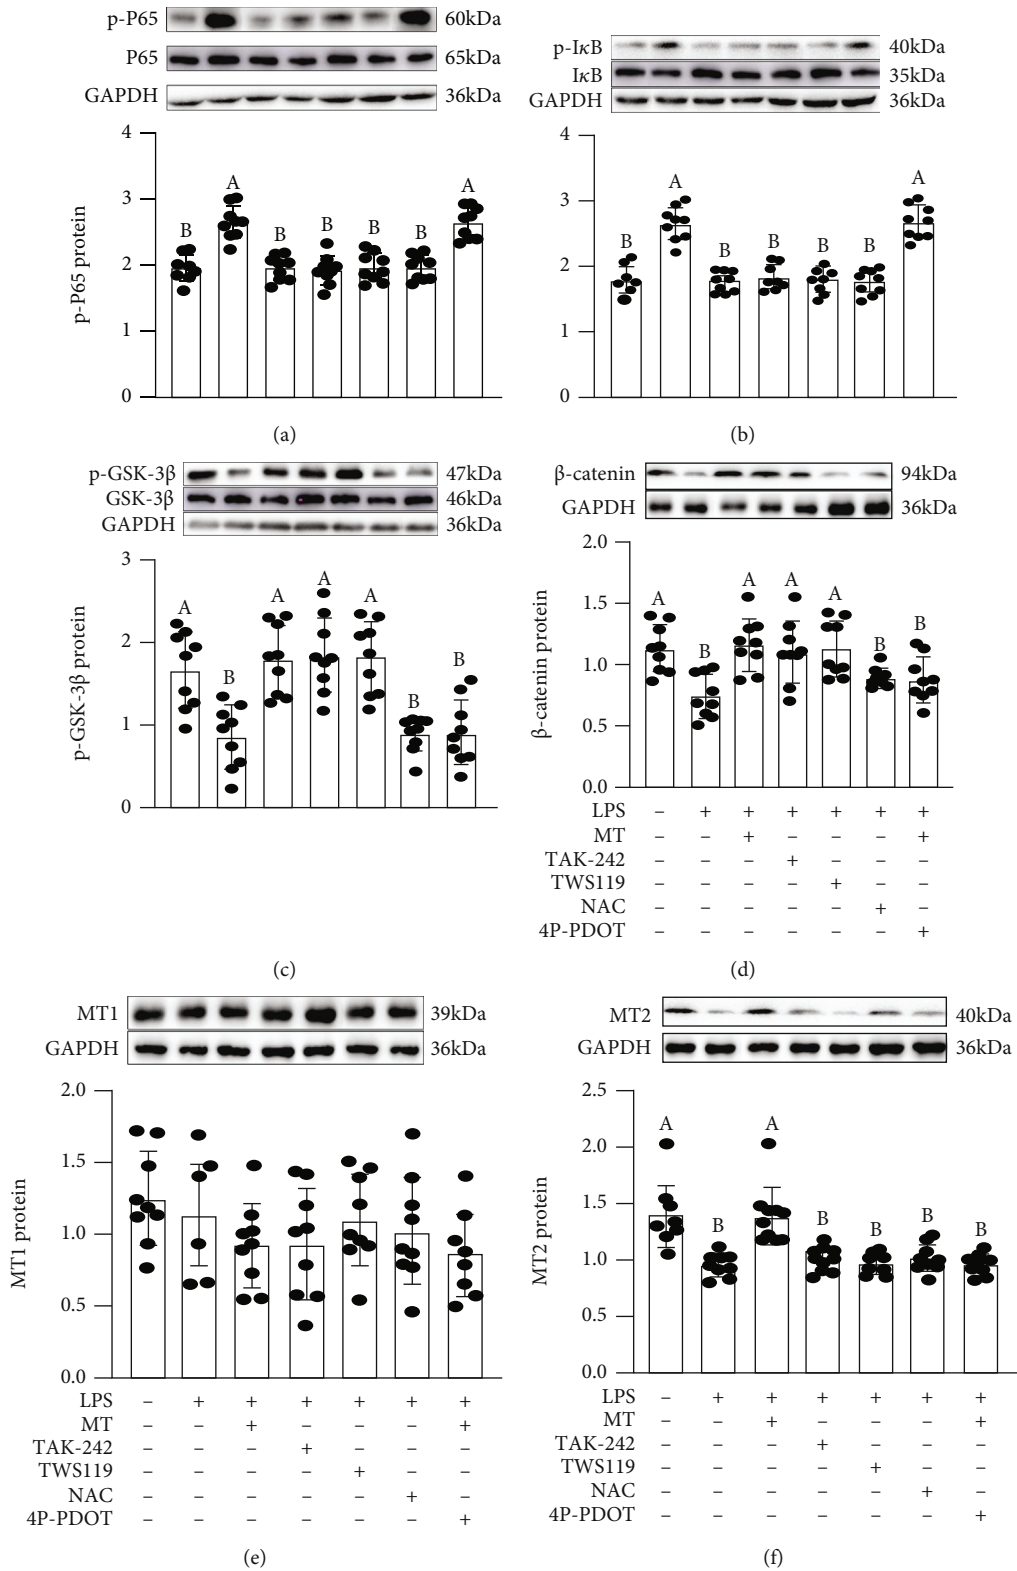 p-P65 60kDa
P65 65kDa
GAPDH 36kDa
4
3
2
1
0
p-P65 protein
B A B B B B A
(a)
p-IκB 40kDa
IκB 35kDa
GAPDH 36kDa
4
3
2
1
0
B A B B B B A
(b)
p-GSK-3β 47kDa
GSK-3β 46kDa
GAPDH 36kDa
3
2
1
0
p-GSK-3β protein
A B A A A B B
(c)
β-catenin 94kDa
GAPDH 36kDa
2.0
1.5
1.0
0.5
0.0
β-catenin protein
A B A A A B B
LPS – + + + + + +
MT – – + – – – +
TAK-242 – – – + – – –
TWS119 – – – – + – –
NAC – – – – – + –
4P-PDOT – – – – – – +
(d)
MT1 39kDa
GAPDH 36kDa
2.0
1.5
1.0
0.5
0.0
MT1 protein
LPS – + + + + + +
MT – – + – – – +
TAK-242 – – – + – – –
TWS119 – – – – + – –
NAC – – – – – + –
4P-PDOT – – – – – – +
(e)
MT2 40kDa
GAPDH 36kDa
2.5
2.0
1.5
1.0
0.5
0.0
MT2 protein
A B A B B B B
LPS – + + + + + +
MT – – + – – – +
TAK-242 – – – + – – –
TWS119 – – – – + – –
NAC – – – – – + –
4P-PDOT – – – – – – +
(f)